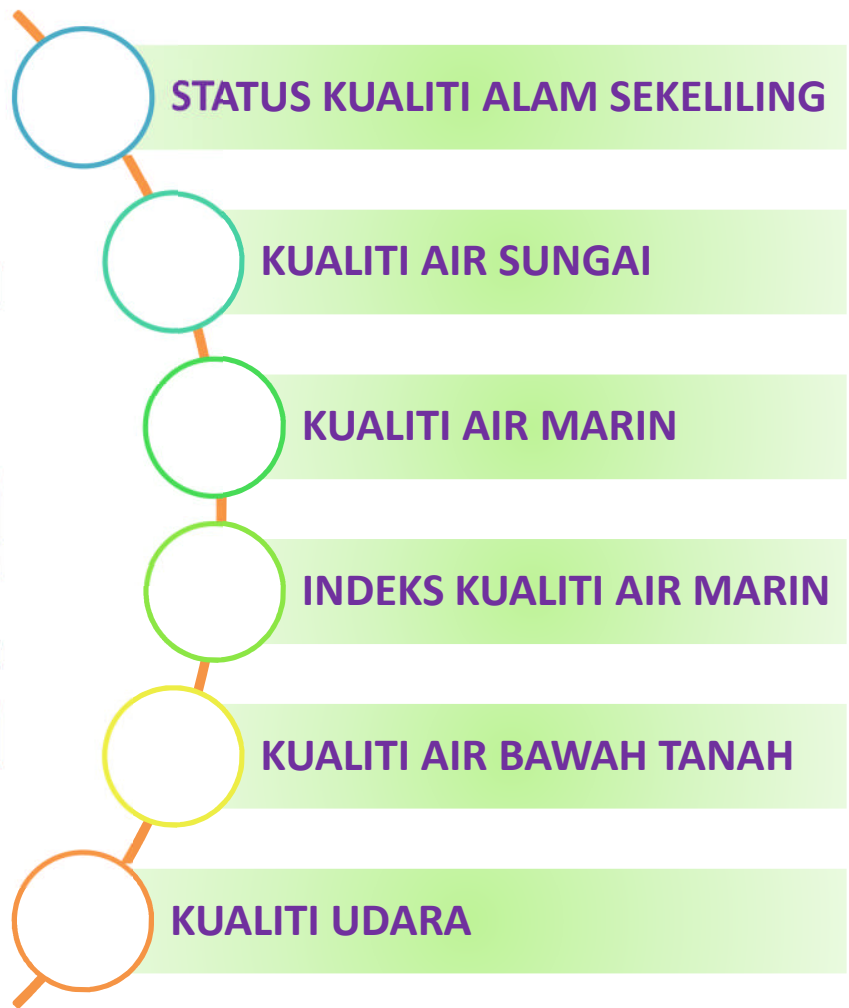 STATUS KUALITI ALAM SEKELILING
KUALITI AIR SUNGAI
KUALITI AIR MARIN
INDEKS KUALITI AIR MARIN
KUALITI AIR BAWAH TANAH
KUALITI UDARA